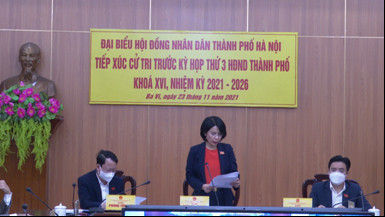 ĐẠI BIỂU HỘI ĐỒNG NHÂN DÂN THÀNH PHỐ HÀ NỘI
TIẾP XÚC CỬ TRI TRƯỚC KỲ HỌP THỨ 3 HĐND THÀNH PHỐ
KHOÁ XVI, NHIỆM KỲ 2021 - 2026
Ba Vì, ngày 23 tháng 11 năm 2021